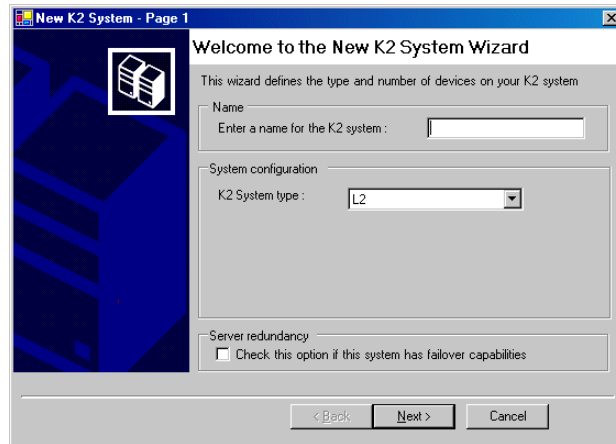 New K2 System - Page 1
Welcome to the New K2 System Wizard
This wizard defines the type and number of devices on your K2 system
Name
Enter a name for the K2 system :
System configuration
K2 System type :
L2
Server redundancy
Check this option if this system has failover capabilities
< Back
Next >
Cancel